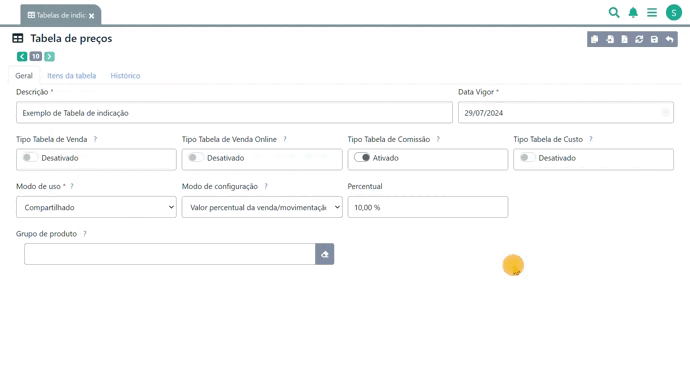 Tabelas de indic
S
Tabela de preços
10
Geral Itens da tabela Histórico
Descrição * Data Vigor *
Exemplo de Tabela de indicação 29/07/2024
Tipo Tabela de Venda ? Tipo Tabela de Venda Online ? Tipo Tabela de Comissão ? Tipo Tabela de Custo ?
Desativado Desativado Ativado Desativado
Modo de uso * ? Modo de configuração ? Percentual
Compartilhado Valor percentual da venda/movimentaçã 10,00 %
Grupo de produto ?